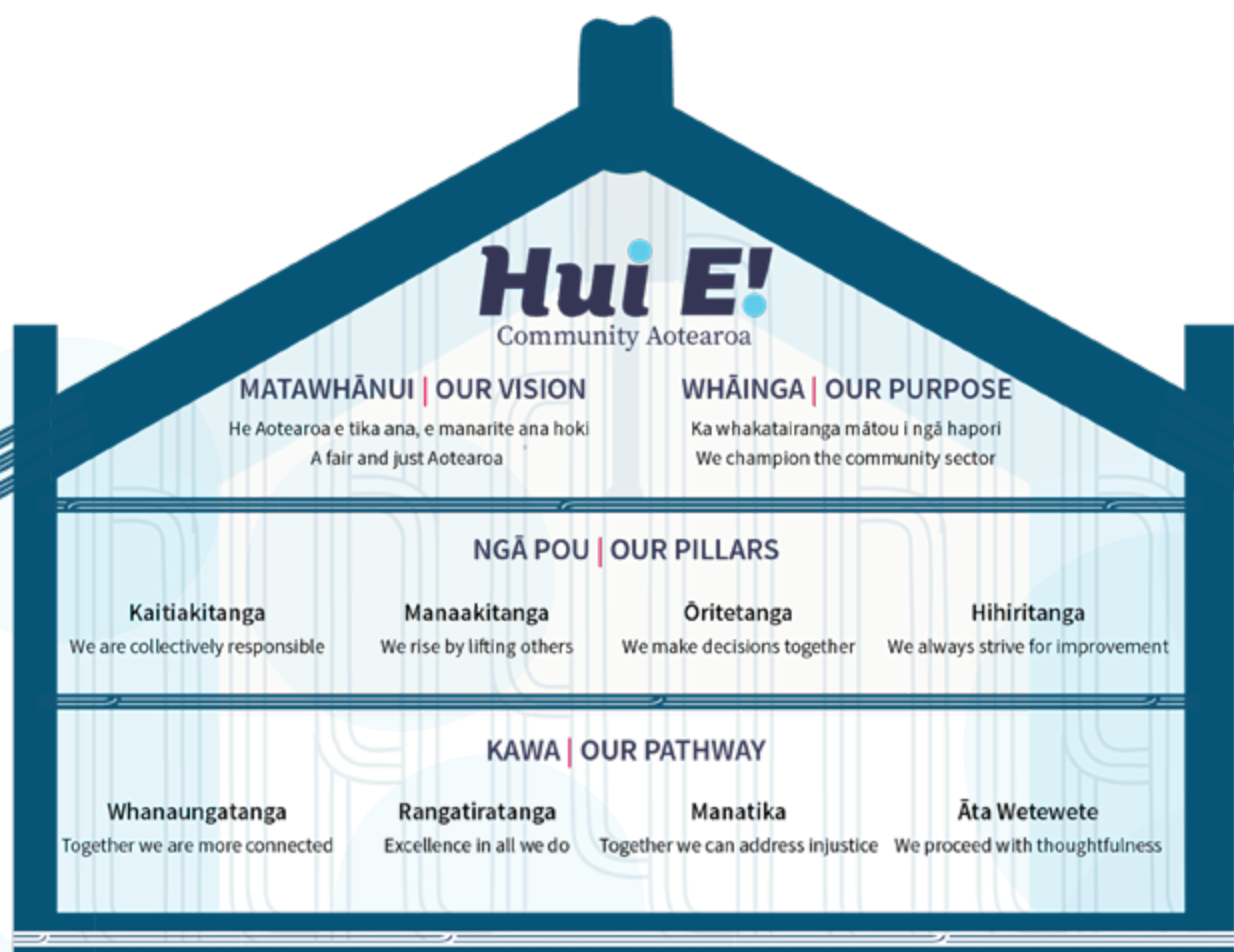 Hui E!
Community Aotearoa
MATAWHĀNUI | OUR VISION
He Aotearoa e tika ana, e manarite ana hoki
A fair and just Aotearoa
WHĀINGA | OUR PURPOSE
Ka whakatairanga mātou i ngā hapori
We champion the community sector
NGĀ POU | OUR PILLARS
Kaitiakitanga
We are collectively responsible
Manaakitanga
We rise by lifting others
Ōritetanga
We make decisions together
Hihiritanga
We always strive for improvement
KAWA | OUR PATHWAY
Whanaungatanga
Together we are more connected
Rangatiratanga
Excellence in all we do
Manatika
Together we can address injustice
Āta Wetewete
We proceed with thoughtfulness